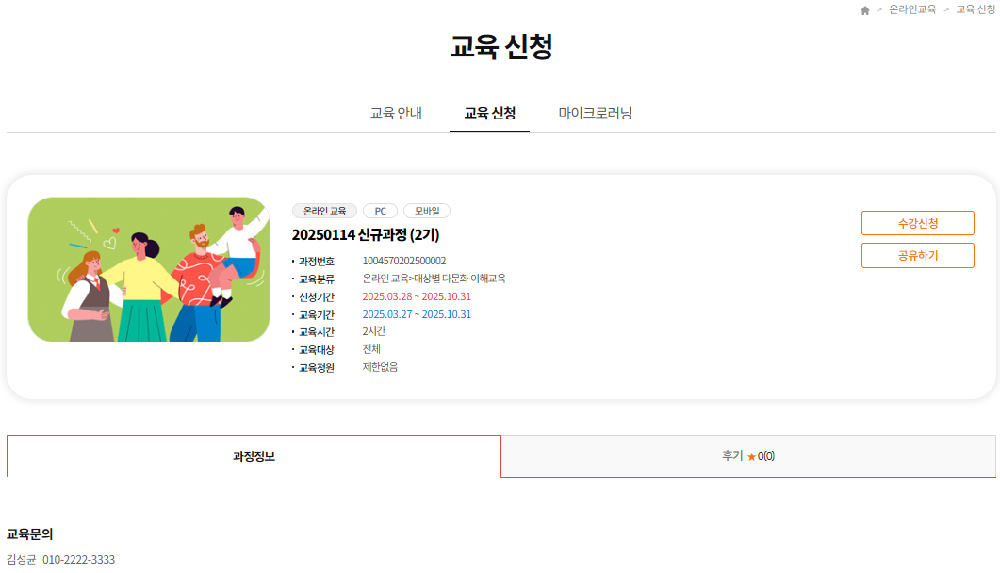 > 온라인교육 > 교육 신청
교육 신청
교육 안내 교육 신청 마이크로러닝
온라인 교육 PC 모바일
20250114 신규과정 (2기)
수강신청
공유하기
· 과정번호 1004570202500002
· 교육분류 온라인 교육>대상별 다문화 이해교육
· 신청기간 2025.03.28 ~ 2025.10.31
· 교육기간 2025.03.27 ~ 2025.10.31
· 교육시간 2시간
· 교육대상 전체
· 교육정원 제한없음
과정정보 후기 ★0(0)
교육문의
김성균_010-2222-3333